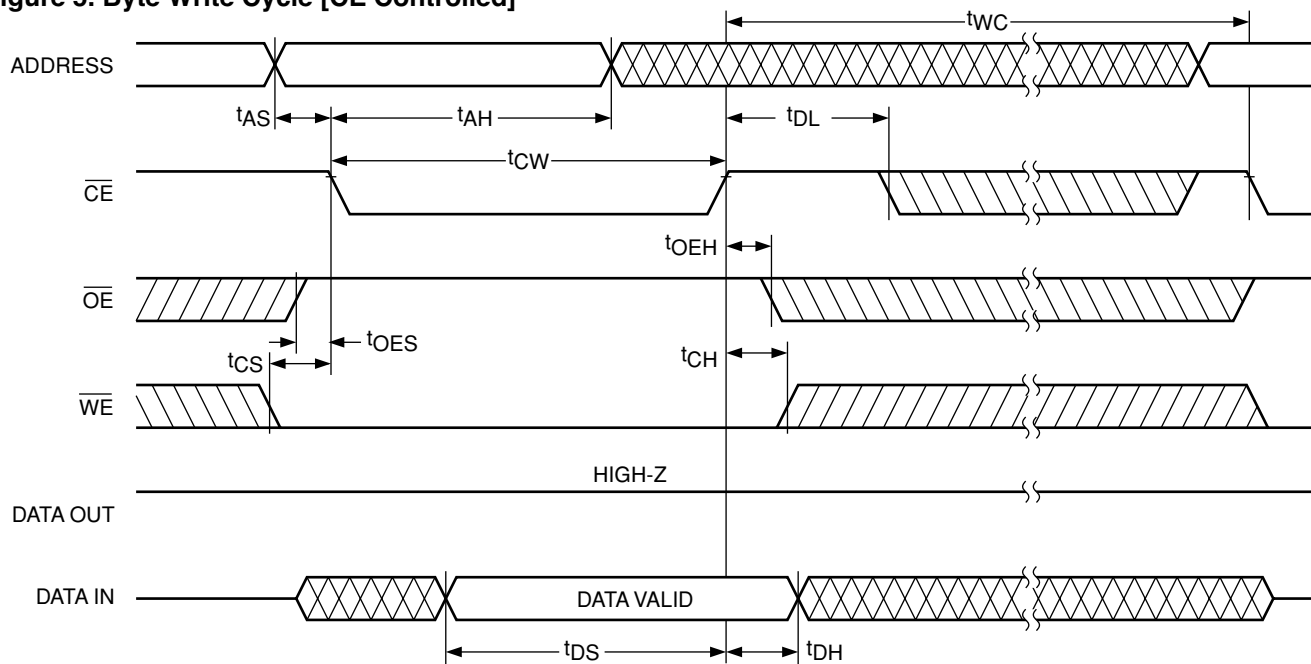 Figure 5. Byte Write Cycle [CE Controlled]
tWC
ADDRESS
tAS
tAH
tDL
tCW
CE
tOEH
OE
tOES
tCS
tCH
WE
HIGH-Z
DATA OUT
DATA IN
DATA VALID
tDS
tDH